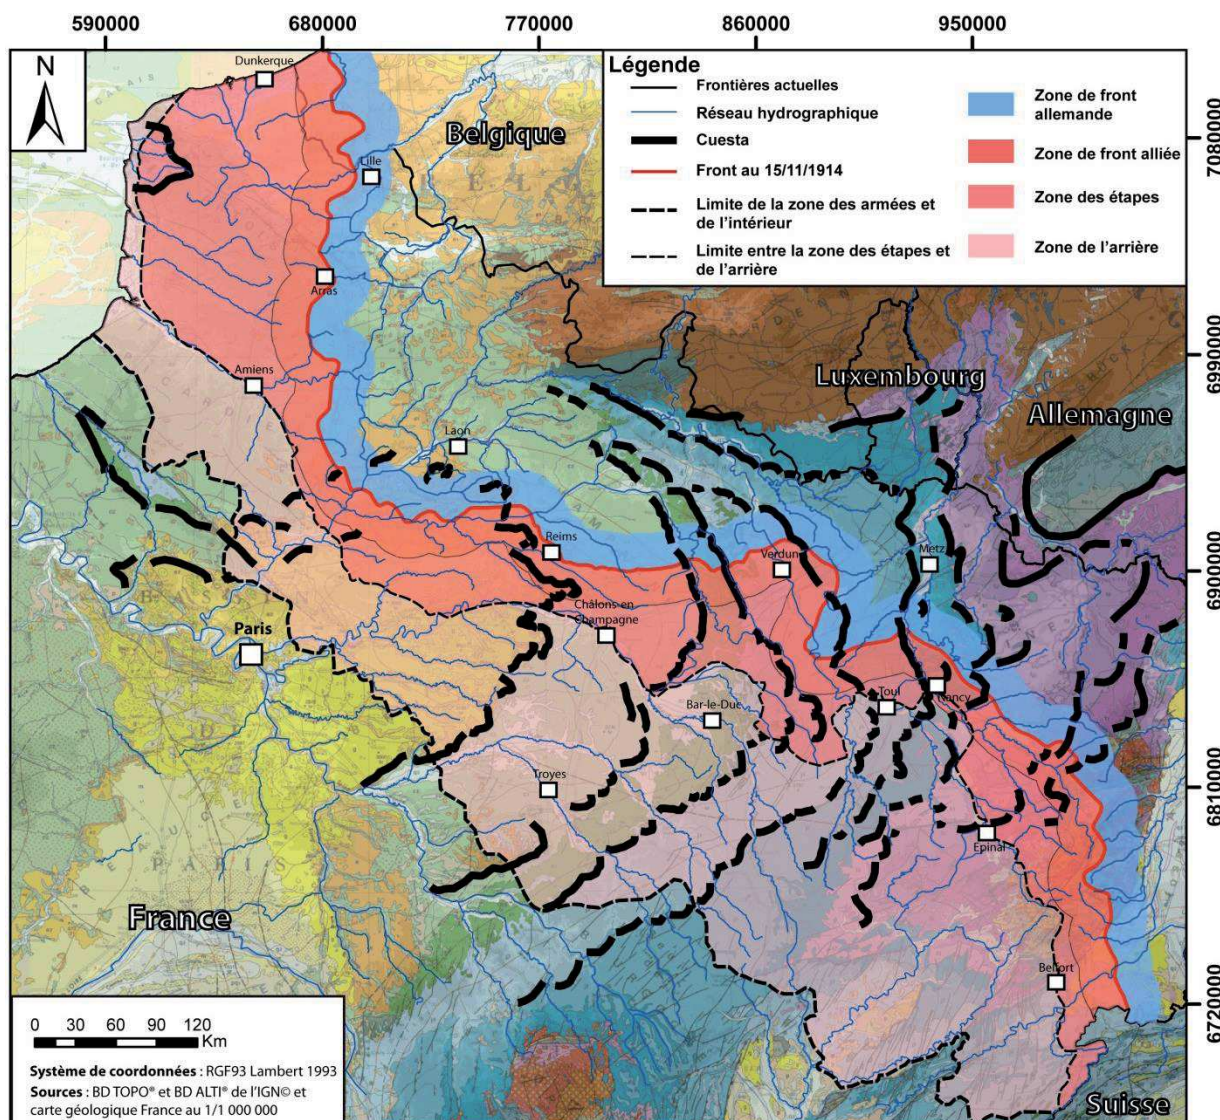 590000
6800000
770000
860000
950000
N
Dunkerque
Belgique
Lille
Arras
Amiens
Laon
Luxembourg
Allemagne
Reims
Verdun
Metz
Châlons-en
Champagne
Paris
Toul
Nancy
Bar-le-Duc
Troyes
Epinal
France
Belfort
Suisse
Légende
Frontières actuelles
Réseau hydrographique
Cuesta
Front au 15/11/1914
Limite de la zone des armées et
de l'intérieur
Limite entre la zone des étapes et
de l'arrière
Zone de front
allemande
Zone de front alliée
Zone des étapes
Zone de l'arrière
7080000
6990000
6900000
6810000
6720000
0 30 60 90 120
Km
Système de coordonnées : RGF93 Lambert 1993
Sources : BD TOPO® et BD ALTI® de l'IGN© et
carte géologique France au 1/1 000 000